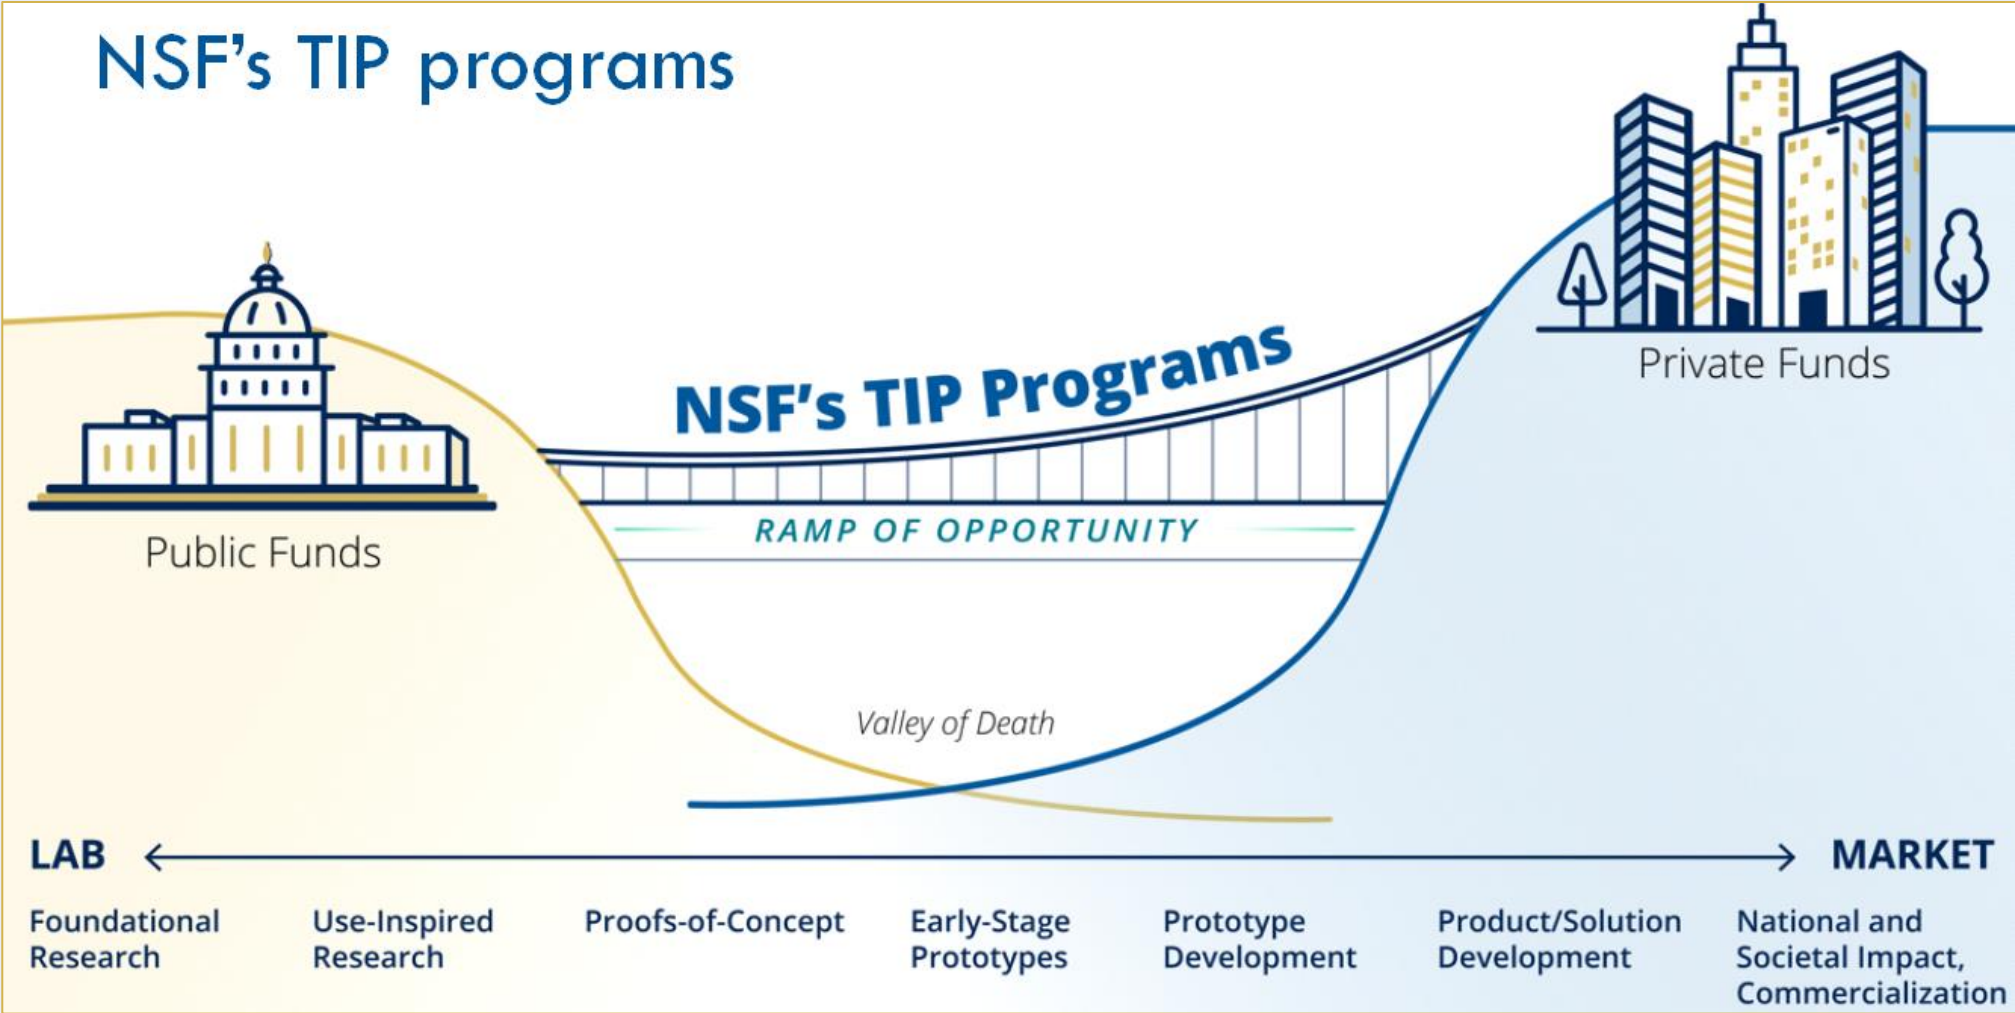 NSF's TIP programs
NSF's TIP Programs
Private Funds
RAMP OF OPPORTUNITY
Public Funds
Valley of Death
LAB
MARKET
Foundational
Research
Use-Inspired
Research
Proofs-of-Concept
Early-Stage
Prototypes
Prototype
Development
Product/Solution
Development
National and
Societal Impact,
Commercialization